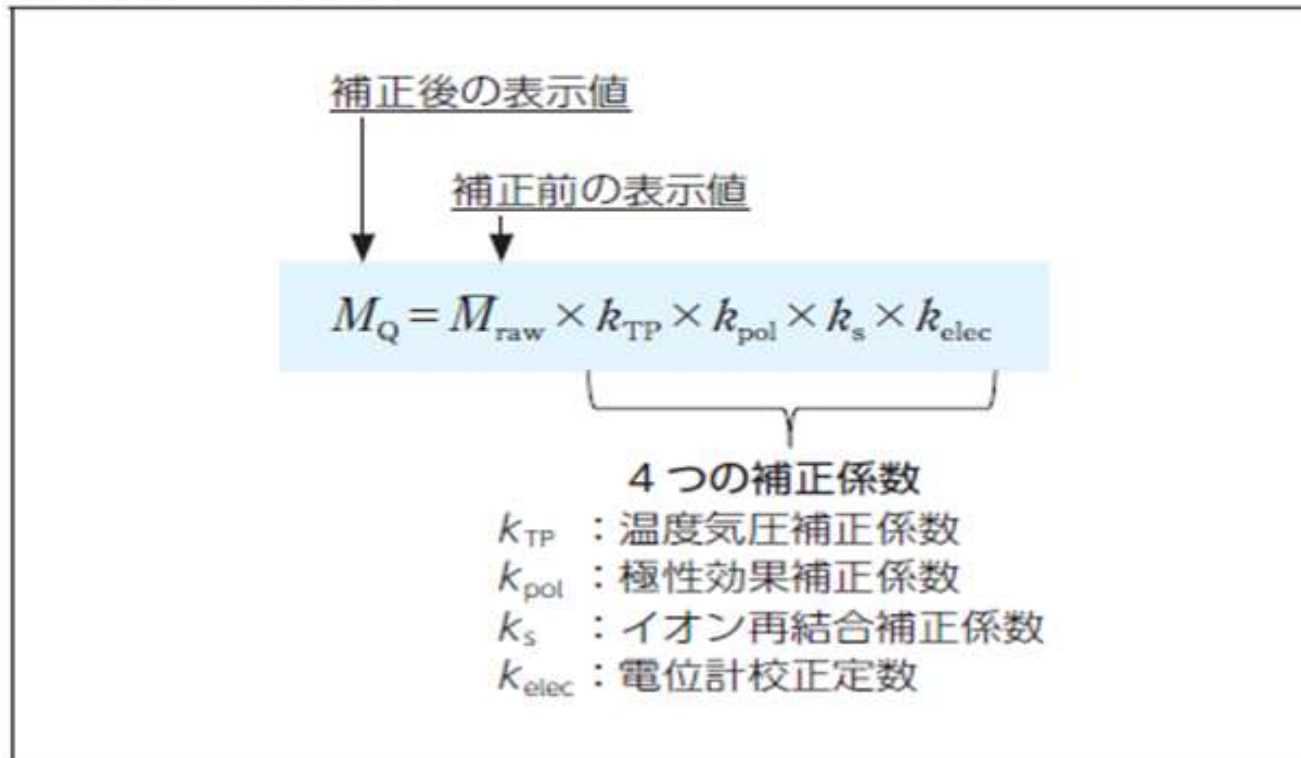 補正後の表示値
補正前の表示値
M_Q = M̅_raw × k_TP × k_pol × k_s × k_elec
4つの補正係数
k_TP ：温度気圧補正係数
k_pol ：極性効果補正係数
k_s ：イオン再結合補正係数
k_elec ：電位計校正定数